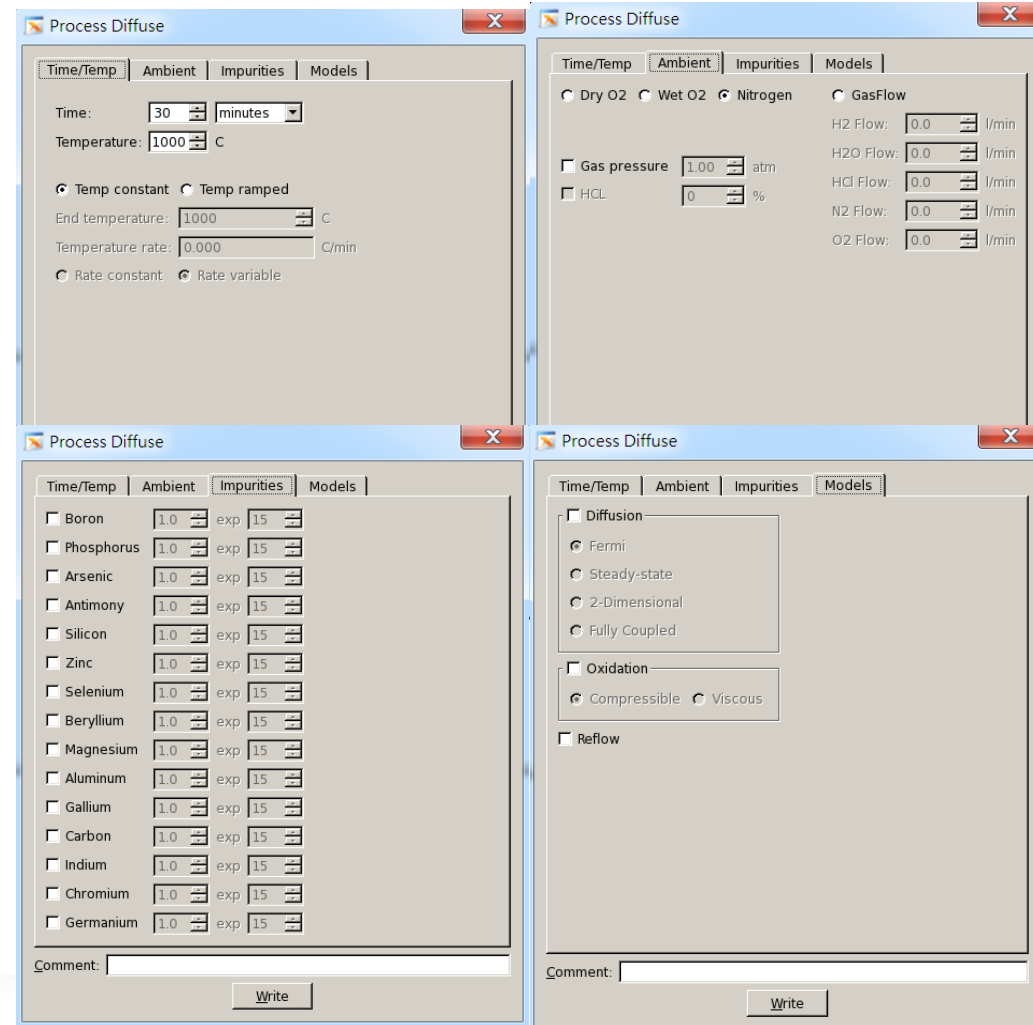 Process Diffuse
X
Time/Temp Ambient Impurities Models
Time: 30 minutes
Temperature: 1000 C
Temp constant Temp ramped
End temperature: 1000 C
Temperature rate: 0.000 C/min
Rate constant Rate variable
Process Diffuse
X
Time/Temp Ambient Impurities Models
Dry O2 Wet O2 Nitrogen GasFlow
H2 Flow: 0.0 l/min
H2O Flow: 0.0 l/min
Gas pressure 1.00 atm
HCl Flow: 0.0 l/min
HCL 0 %
N2 Flow: 0.0 l/min
O2 Flow: 0.0 l/min
Process Diffuse
X
Time/Temp Ambient Impurities Models
Boron 1.0 exp 15
Phosphorus 1.0 exp 15
Arsenic 1.0 exp 15
Antimony 1.0 exp 15
Silicon 1.0 exp 15
Zinc 1.0 exp 15
Selenium 1.0 exp 15
Beryllium 1.0 exp 15
Magnesium 1.0 exp 15
Aluminum 1.0 exp 15
Gallium 1.0 exp 15
Carbon 1.0 exp 15
Indium 1.0 exp 15
Chromium 1.0 exp 15
Germanium 1.0 exp 15
Comment:
Write
Process Diffuse
X
Time/Temp Ambient Impurities Models
Diffusion
Fermi
Steady-state
2-Dimensional
Fully Coupled
Oxidation
Compressible Viscous
Reflow
Comment:
Write